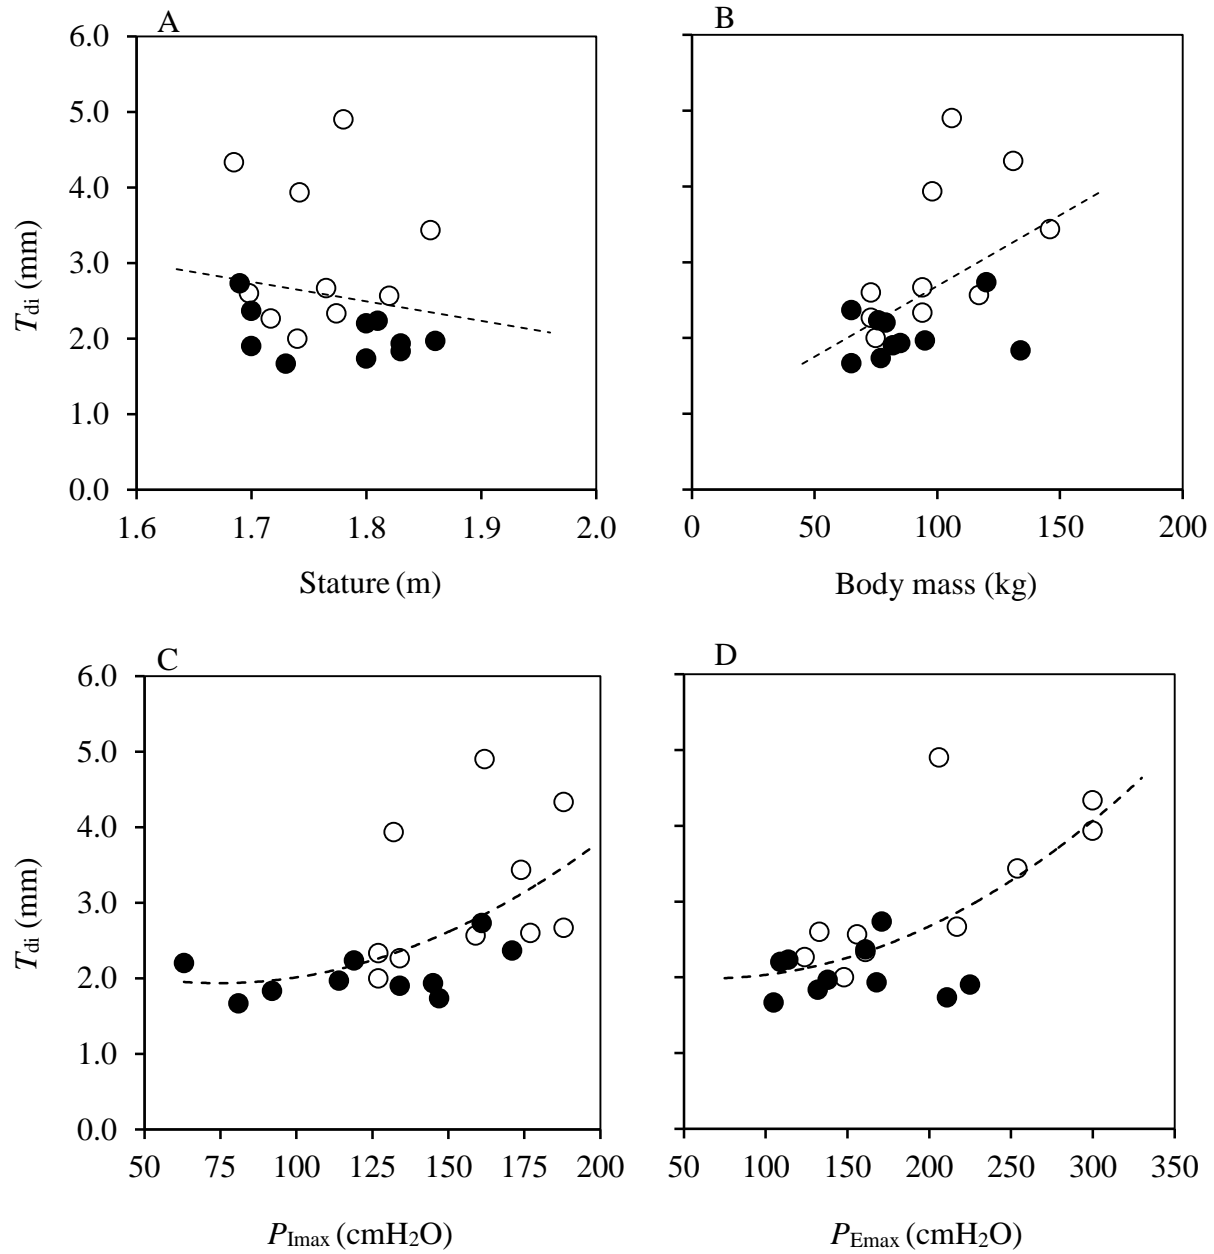 A
B
6.0
5.0
4.0
3.0
2.0
1.0
0.0
Tdi (mm)
1.6 1.7 1.8 1.9 2.0
0 50 100 150 200
Stature (m)
Body mass (kg)
C
D
6.0
5.0
4.0
3.0
2.0
1.0
0.0
Tdi (mm)
50 75 100 125 150 175 200
50 100 150 200 250 300 350
PImax (cmH2O)
PEmax (cmH2O)